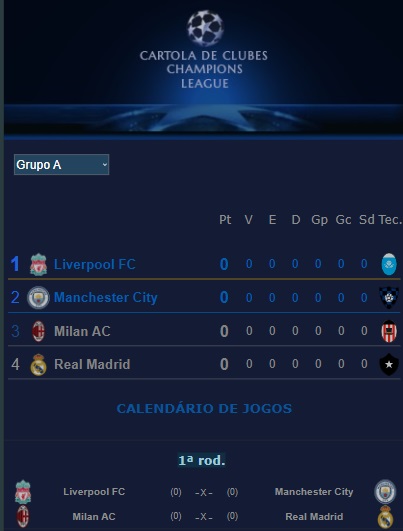 CARTOLA DE CLUBES
CHAMPIONS
LEAGUE
Grupo A
Pt V E D Gp Gc Sd Tec.
1 Liverpool FC 0 0 0 0 0 0 0
2 Manchester City 0 0 0 0 0 0 0
3 Milan AC 0 0 0 0 0 0 0
4 Real Madrid 0 0 0 0 0 0 0
CALENDÁRIO DE JOGOS
1ª rod.
Liverpool FC (0) -X- (0) Manchester City
Milan AC (0) -X- (0) Real Madrid